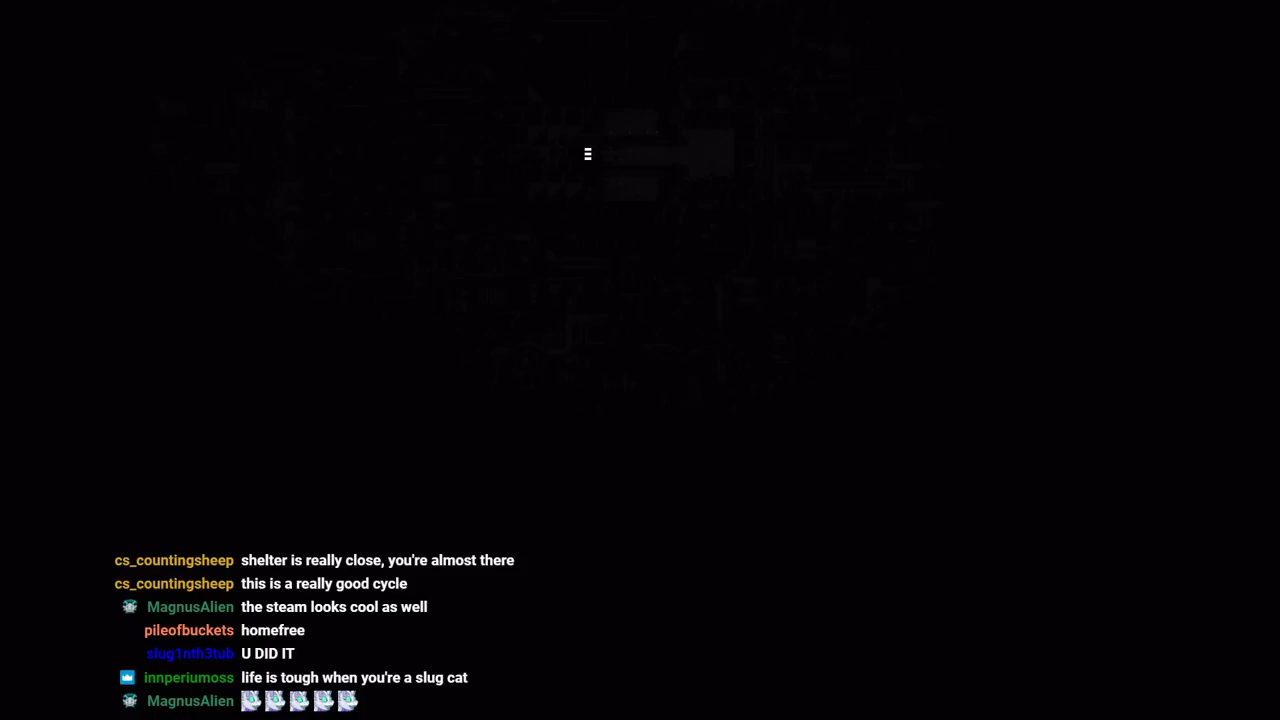 cs_countingsheep shelter is really close, you're almost there
cs_countingsheep this is a really good cycle
MagnusAlien the steam looks cool as well
pileofbuckets homefree
slug1nth3tub U DID IT
innperiumoss life is tough when you're a slug cat
MagnusAlien